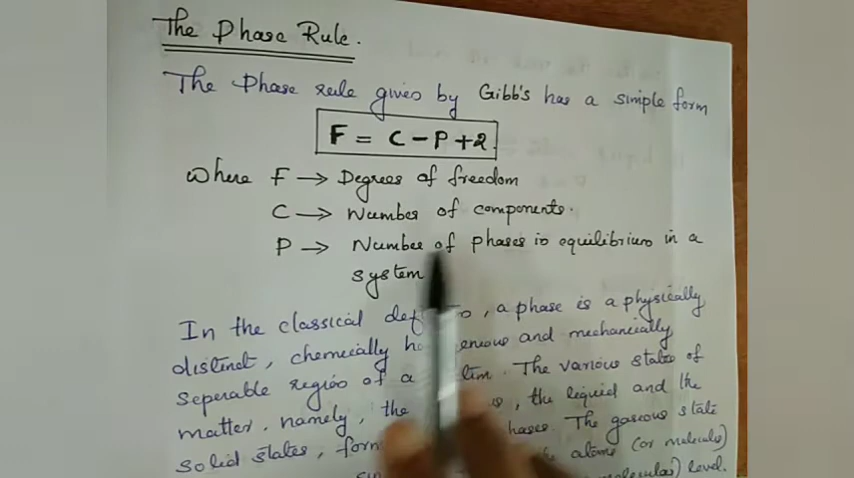 The Phase Rule.
The Phase rule given by Gibb's has a simple form
F = C - P + 2
Where F → Degrees of freedom
C → Number of components.
P → Number of phases in equilibrium in a
system
In the classical , a phase is a physically
distinct, chemically and mechanically
seperable region of a . The various states of
matter, namely, the , the liquid and the
solid states, . The gaseous state
the atomic (or molecular)
level.